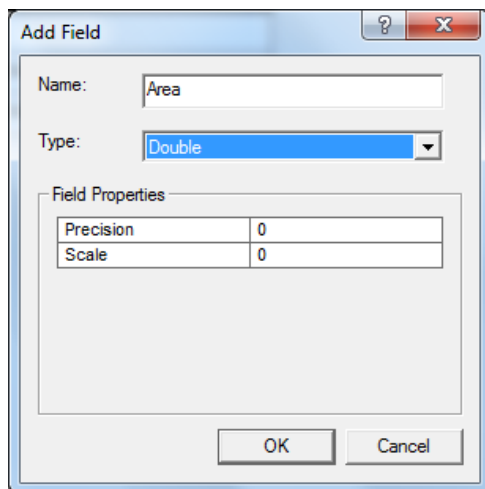 Add Field
Name: Area
Type: Double
Field Properties
Precision 0
Scale 0
OK Cancel